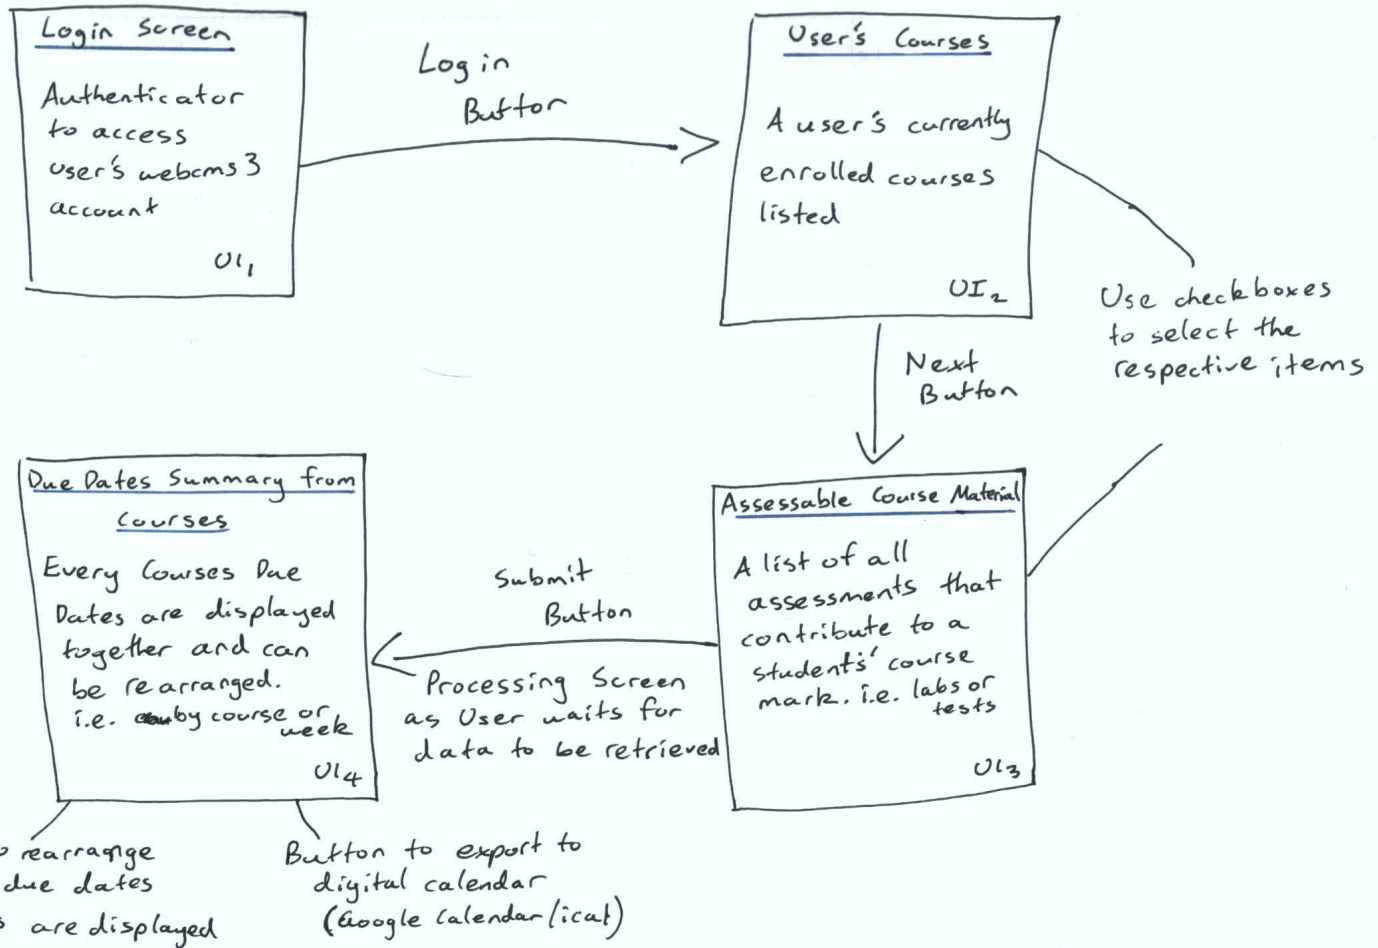 Login Screen
Authenticator
to access
user's webcms3
account
UI1
Login
Button
User's Courses
A user's currently
enrolled courses
listed
UI2
Use checkboxes
to select the
respective items
Next
Button
Assessable Course Material
A list of all
assessments that
contribute to a
students' course
mark. i.e. labs or
tests
UI3
Submit
Button
Processing Screen
as User waits for
data to be retrieved
Due Dates Summary from
Courses
Every Courses Due
Dates are displayed
together and can
be rearranged.
i.e. by course or
week
UI4
rearrange
due dates
are displayed
Button to export to
digital calendar
(Google Calendar/ical)